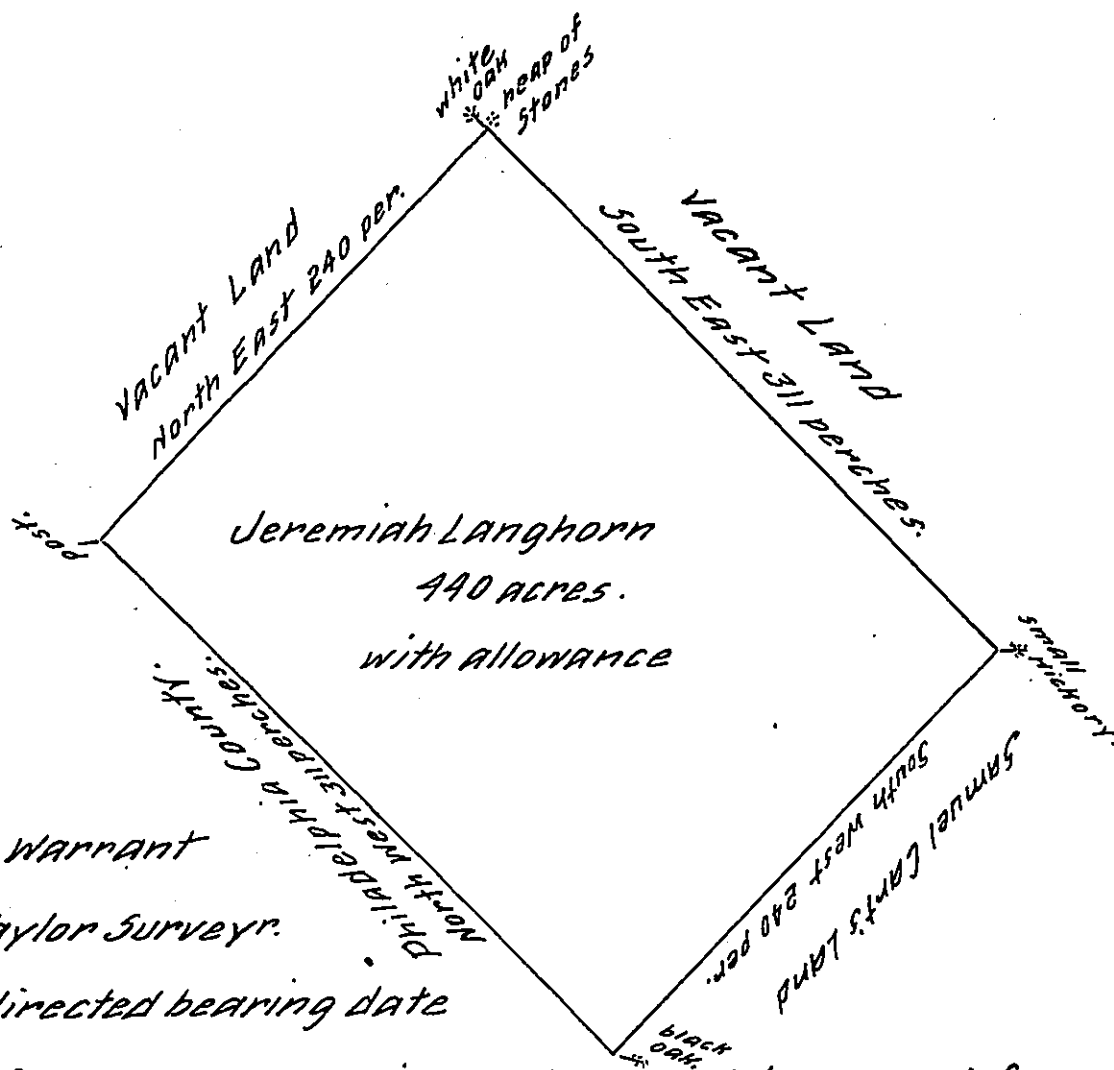 white
oak
heap of
stones
Vacant Land
North East 240 per.
Vacant Land
South East 311 perches.
post.
Jeremiah Langhorn
440 acres.
with allowance
small
Hickory.
Philadelphia County.
North West 311 perches.
South West 240 per.
Samuel Cart's Land
Warrant
aylor Surveyr.
directed bearing date
black
oak.